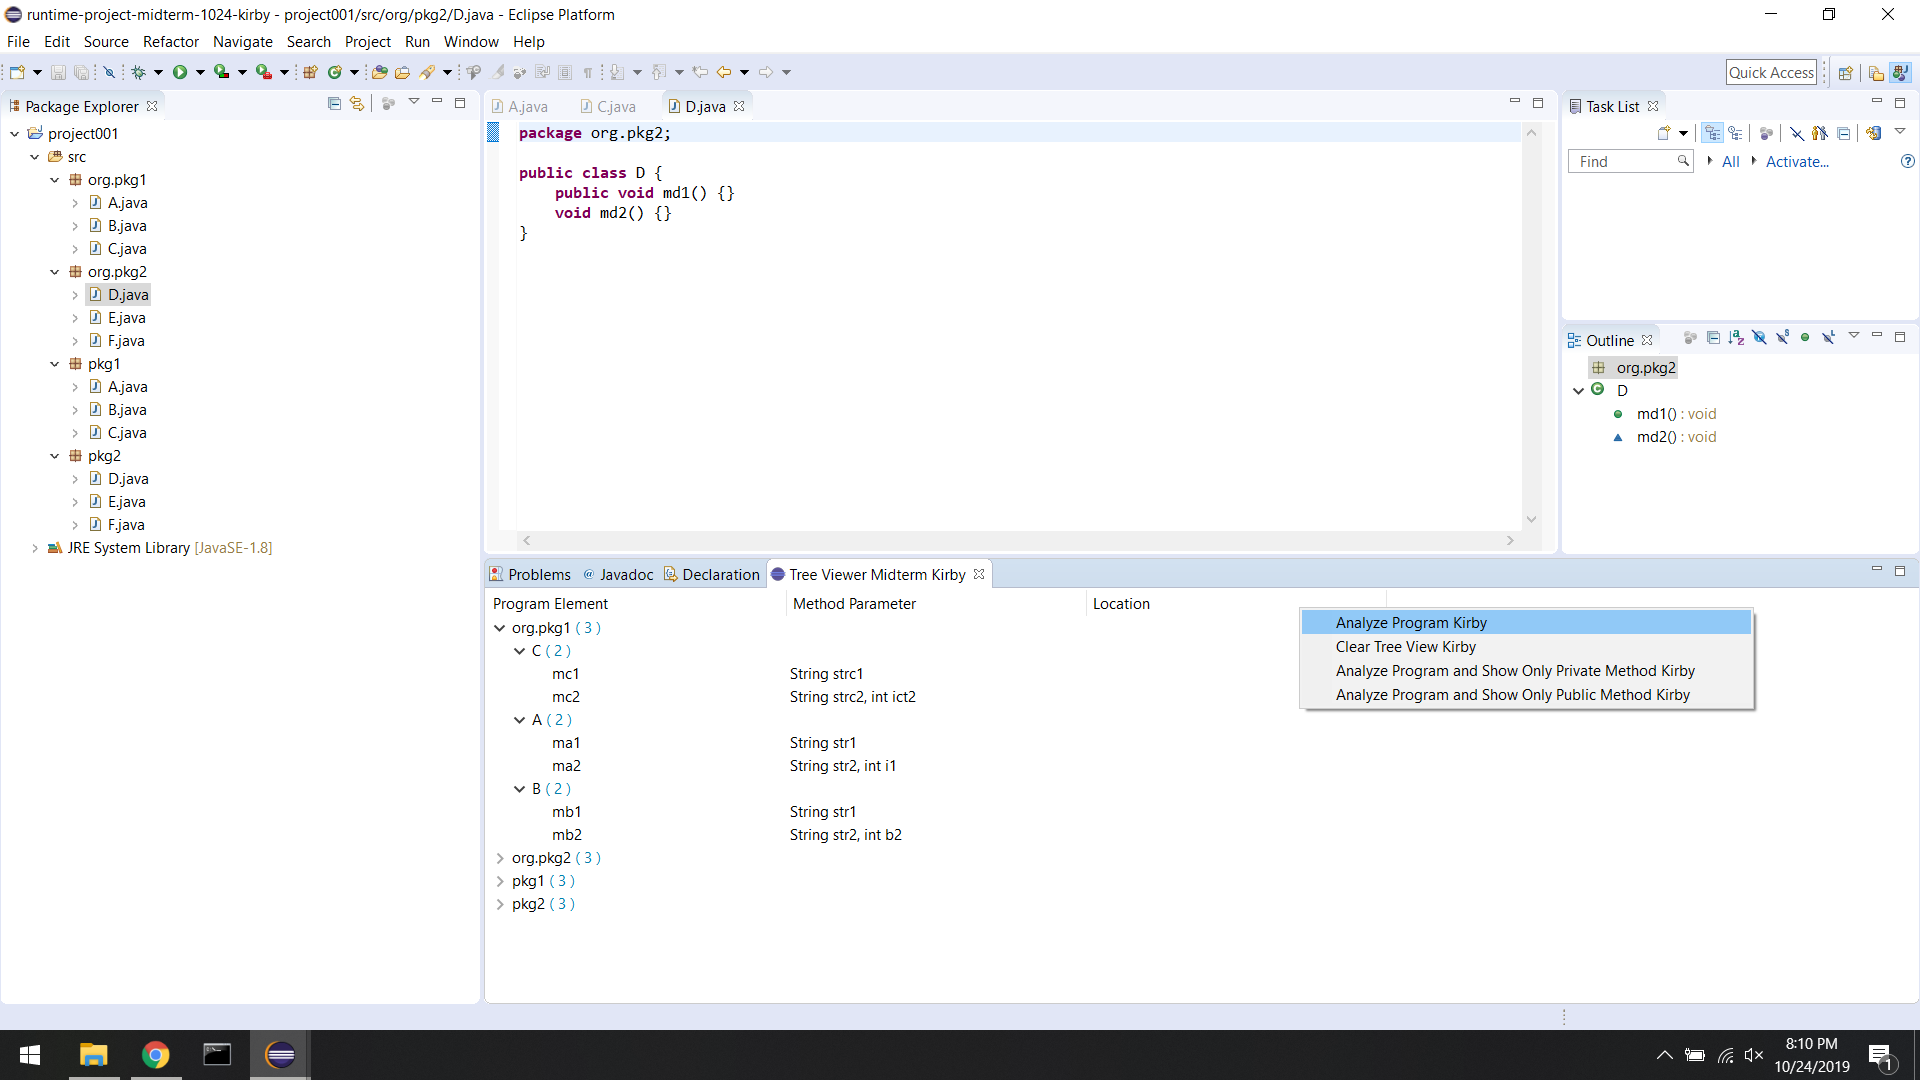 runtime-project-midterm-1024-kirby - project001/src/org/pkg2/D.java - Eclipse Platform
File Edit Source Refactor Navigate Search Project Run Window Help
Quick Access
Package Explorer
project001
src
org.pkg1
A.java
B.java
C.java
org.pkg2
D.java
E.java
F.java
pkg1
A.java
B.java
C.java
pkg2
D.java
E.java
F.java
JRE System Library [JavaSE-1.8]
A.java C.java D.java
package org.pkg2;
public class D {
public void md1() {}
void md2() {}
}
Task List
Find All Activate...
Outline
org.pkg2
D
md1() : void
md2() : void
Problems Javadoc Declaration Tree Viewer Midterm Kirby
Program Element Method Parameter Location
org.pkg1 ( 3 )
C ( 2 )
mc1 String strc1
mc2 String strc2, int ict2
A ( 2 )
ma1 String str1
ma2 String str2, int i1
B ( 2 )
mb1 String str1
mb2 String str2, int b2
org.pkg2 ( 3 )
pkg1 ( 3 )
pkg2 ( 3 )
Analyze Program Kirby
Clear Tree View Kirby
Analyze Program and Show Only Private Method Kirby
Analyze Program and Show Only Public Method Kirby
8:10 PM
10/24/2019
1